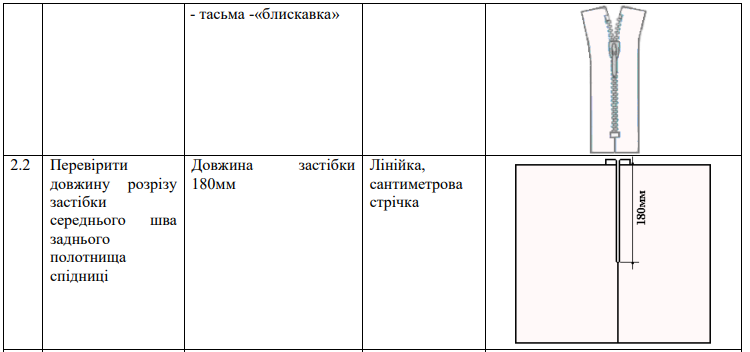 - тасьма -«блискавка»
2.2
Перевірити
довжину розрізу
застібки
середнього шва
заднього
полотнища
спідниці
Довжина застібки
180мм
Лінійка,
сантиметрова
стрічка
180мм